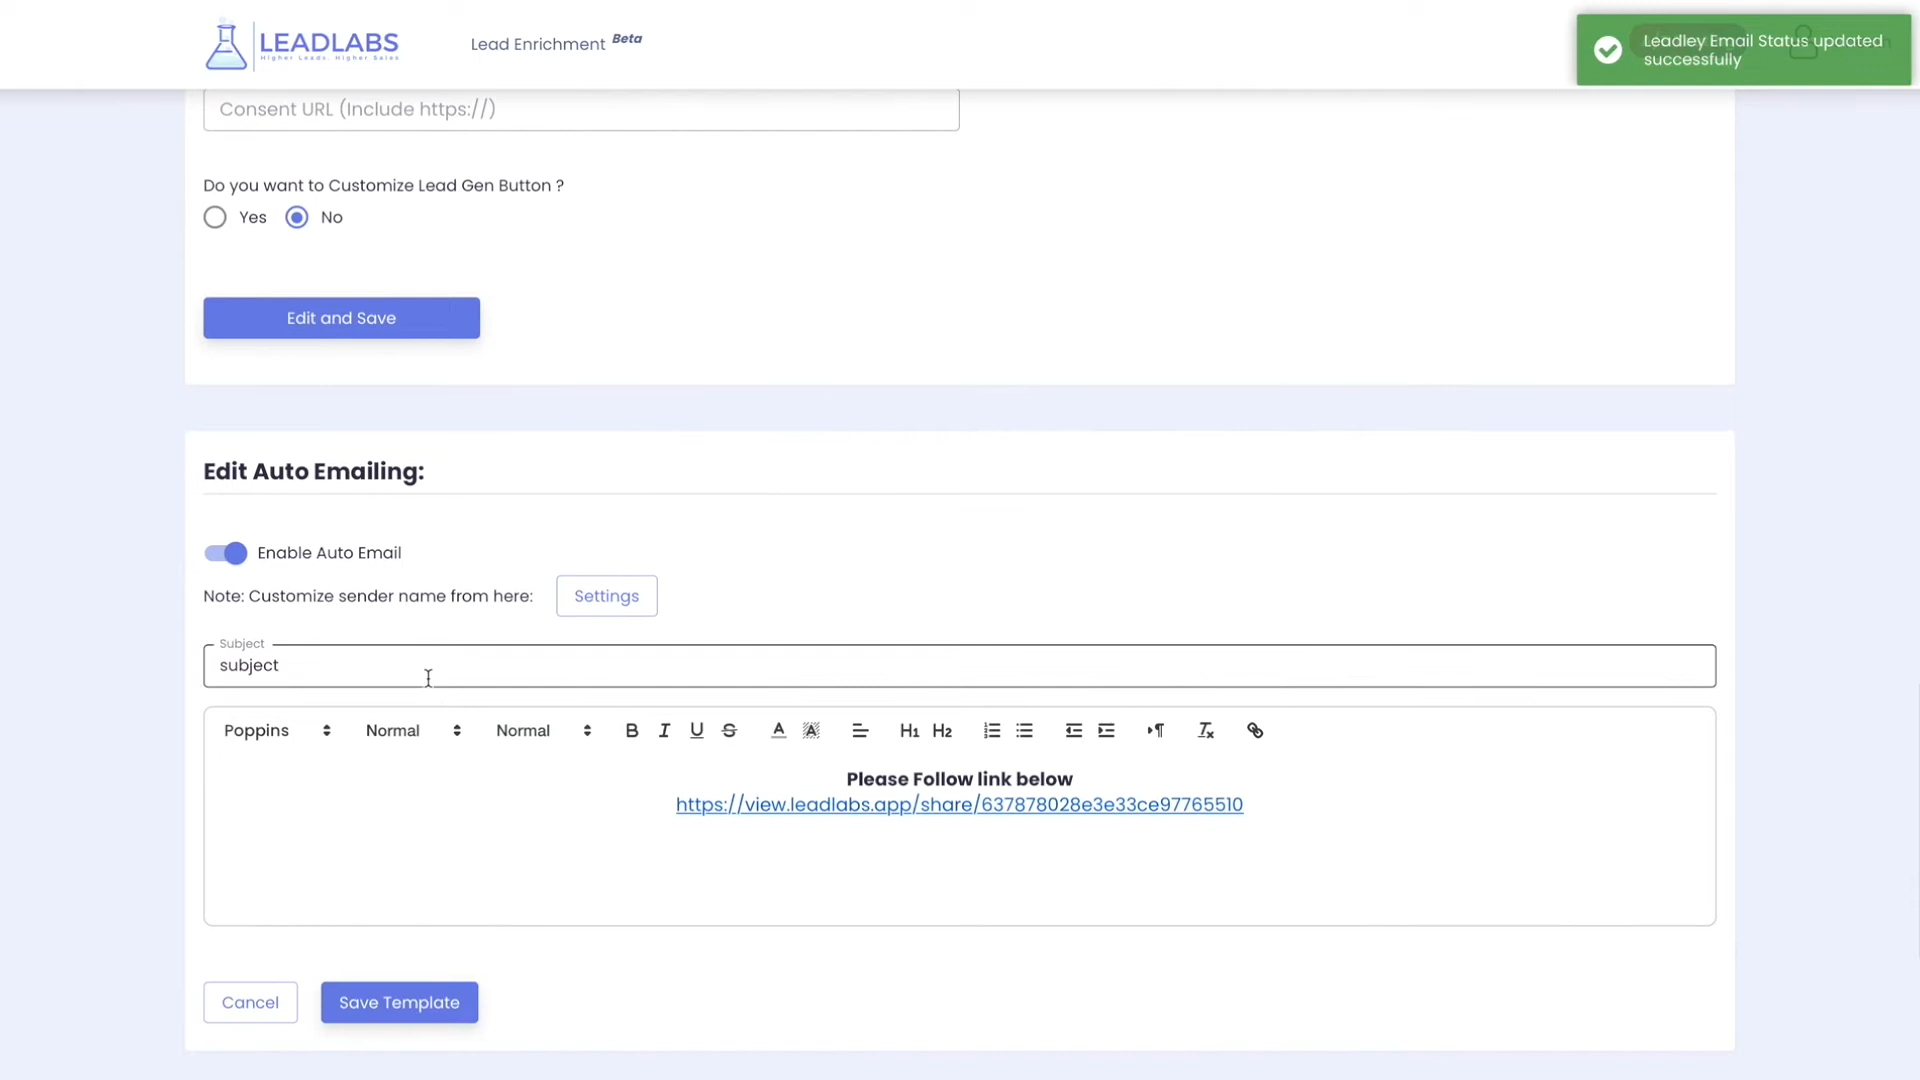 LEADLABS
Higher Leads. Higher Sales
Lead Enrichment Beta
Leadley Email Status updated
successfully
Consent URL (Include https://)
Do you want to Customize Lead Gen Button ?
Yes No
Edit and Save
Edit Auto Emailing:
Enable Auto Email
Note: Customize sender name from here: Settings
Subject
subject
Poppins Normal Normal B I U S A A H1 H2 Tx
Please Follow link below
https://view.leadlabs.app/share/637878028e3e33ce97765510
Cancel Save Template